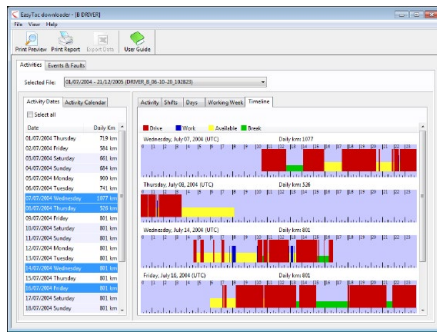 EasyTac downloader - [B DRIVER]
File View Help
Print Preview Print Report Export Data User Guide
Activities Events & Faults
Selected File: 01/07/2004 - 21/12/2005
Activity Dates Activity Calendar
Activity Shifts Days Working Week Timeline
Select all
Date Daily Km
Drive Work Available Break
01/07/2004 Thursday 719 km
02/07/2004 Friday 584 km
03/07/2004 Saturday 661 km
04/07/2004 Sunday 684 km
05/07/2004 Monday 900 km
06/07/2004 Tuesday 741 km
07/07/2004 Wednesday 1077 km
08/07/2004 Thursday 526 km
09/07/2004 Friday 801 km
10/07/2004 Saturday 801 km
11/07/2004 Sunday 801 km
12/07/2004 Monday 801 km
13/07/2004 Tuesday 801 km
14/07/2004 Wednesday 801 km
15/07/2004 Thursday 801 km
16/07/2004 Friday 801 km
17/07/2004 Saturday 801 km
18/07/2004 Sunday 801 km
Wednesday, July 07, 2004 (UTC) Daily km: 1077
Thursday, July 08, 2004 (UTC) Daily km: 526
Wednesday, July 14, 2004 (UTC) Daily km: 801
Friday, July 16, 2004 (UTC) Daily km: 801